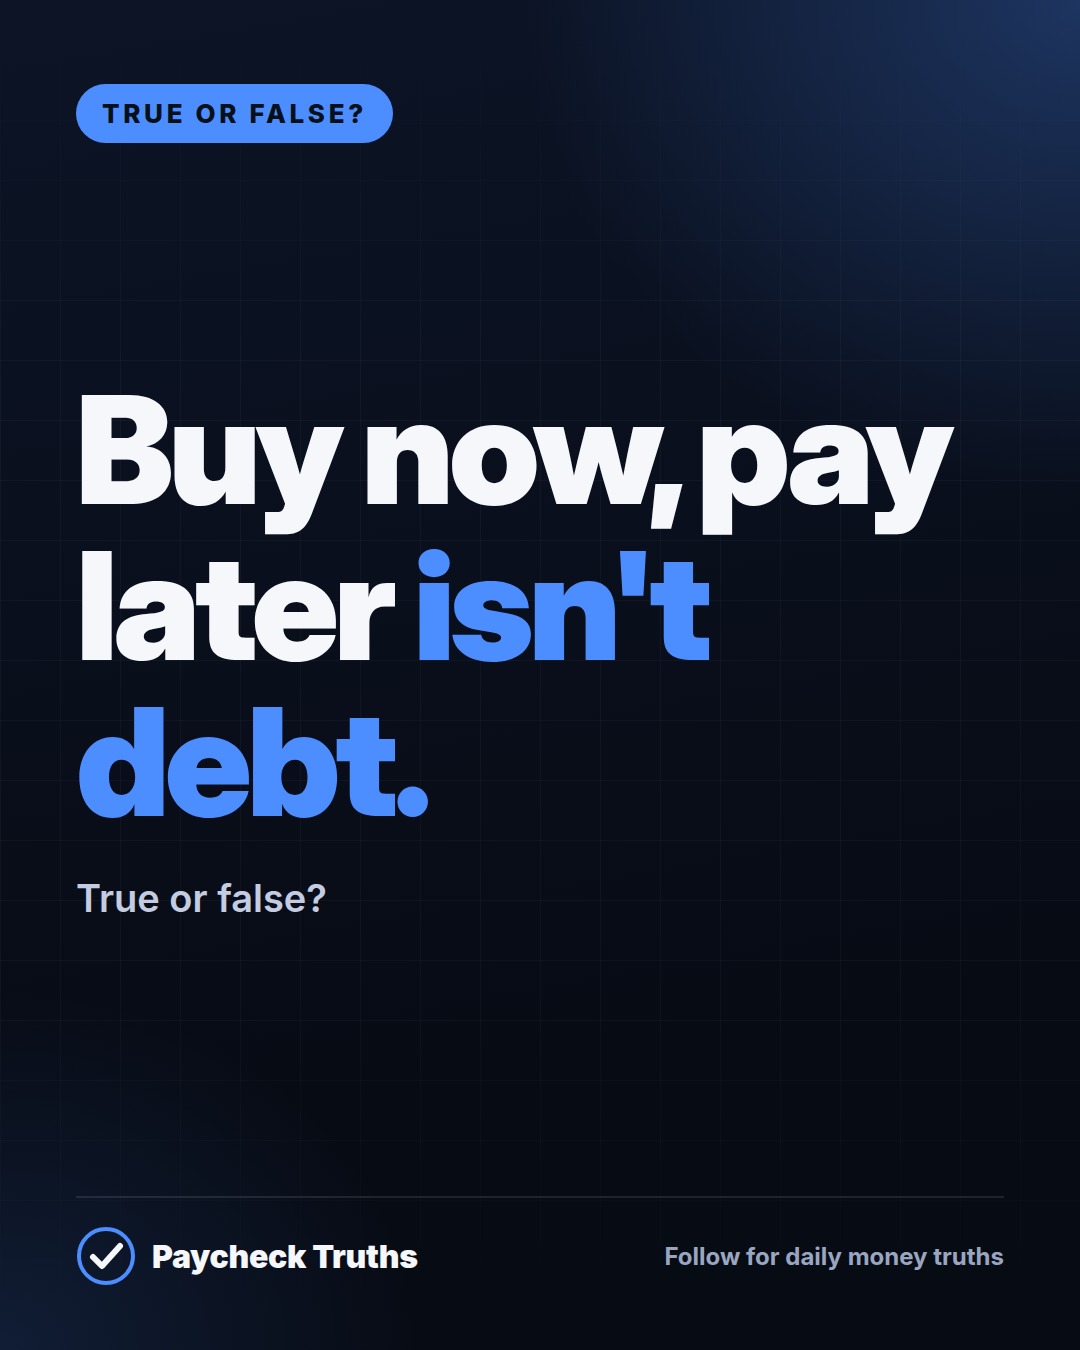 TRUE OR FALSE?
Buy now, pay
later isn't
debt.
True or false?
Paycheck Truths
Follow for daily money truths